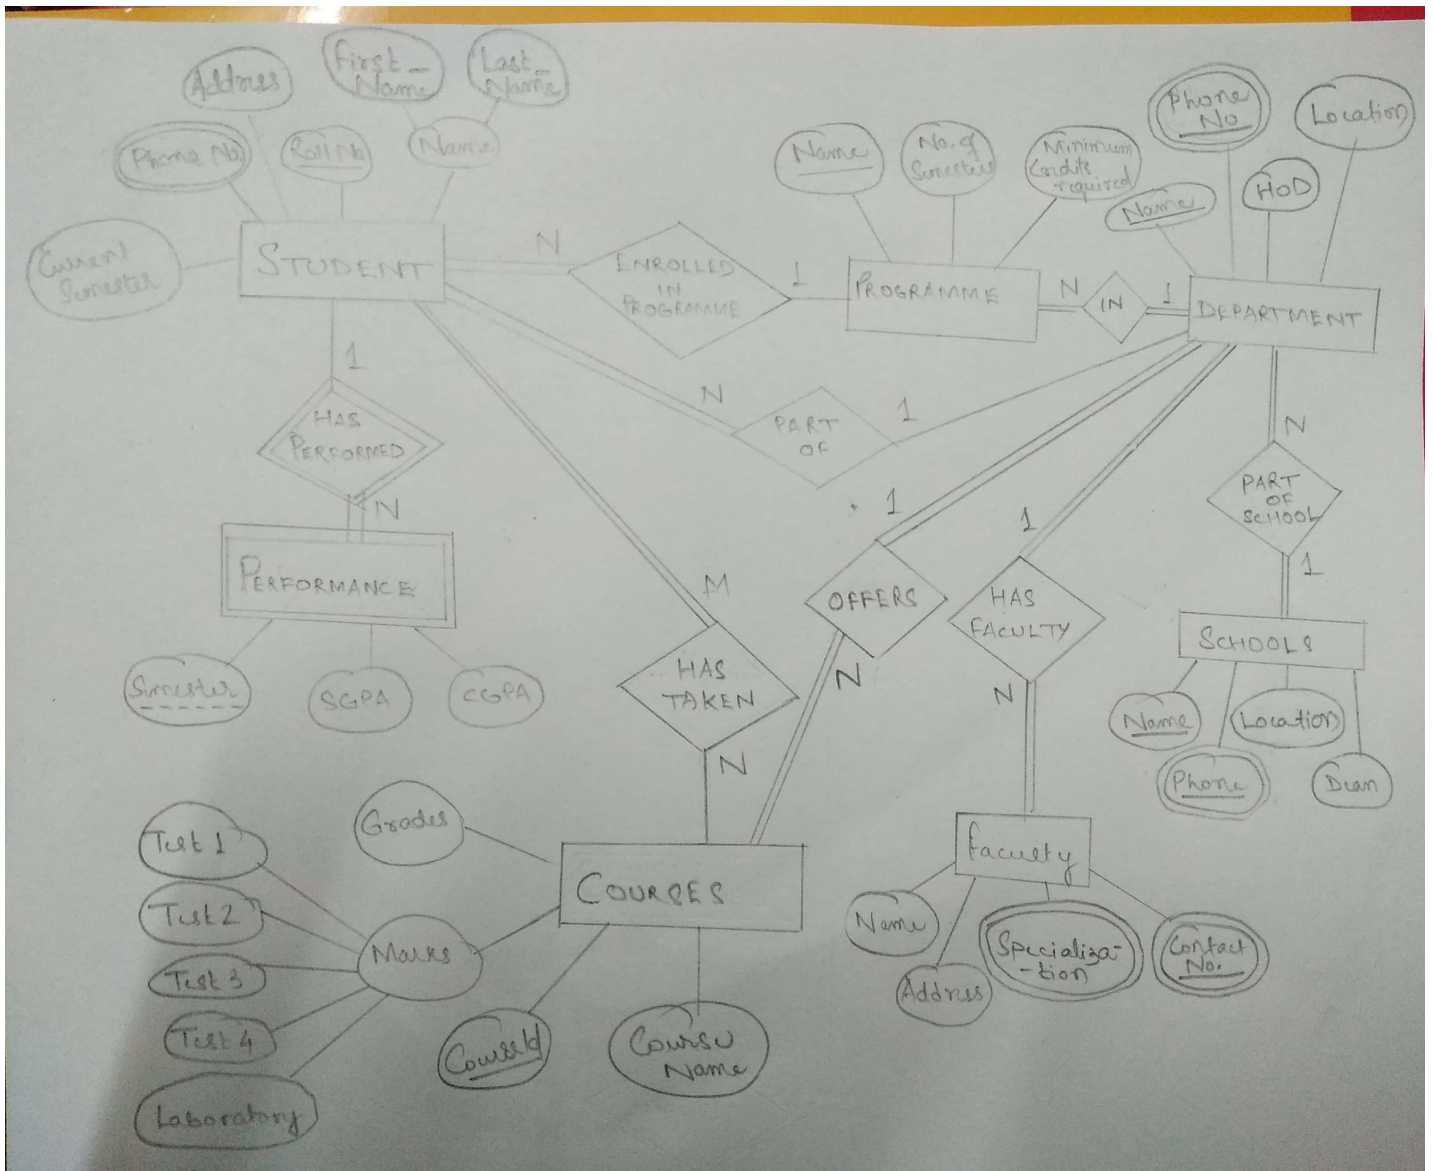 Address
First_
Name
Last_
Name
Phone No.
Roll No
Name
Current
Semester
STUDENT
N
ENROLLED
IN
PROGRAMME
1
Name
No. of
Semesters
Minimum
Credits
required
PROGRAMME
N
IN
1
Phone
No
Location
Name
HOD
DEPARTMENT
1
HAS
PERFORMED
N
PERFORMANCE
Semester
SGPA
CGPA
N
PART
OF
1
M
HAS
TAKEN
N
1
OFFERS
N
1
HAS
FACULTY
N
N
PART
OF
SCHOOL
1
SCHOOLS
Name
Location
Phone
Dean
Grades
Test 1
Test 2
Test 3
Test 4
Laboratory
Marks
COURSES
CourseId
Course
Name
Faculty
Name
Address
Specializa-
-tion
Contact
No.